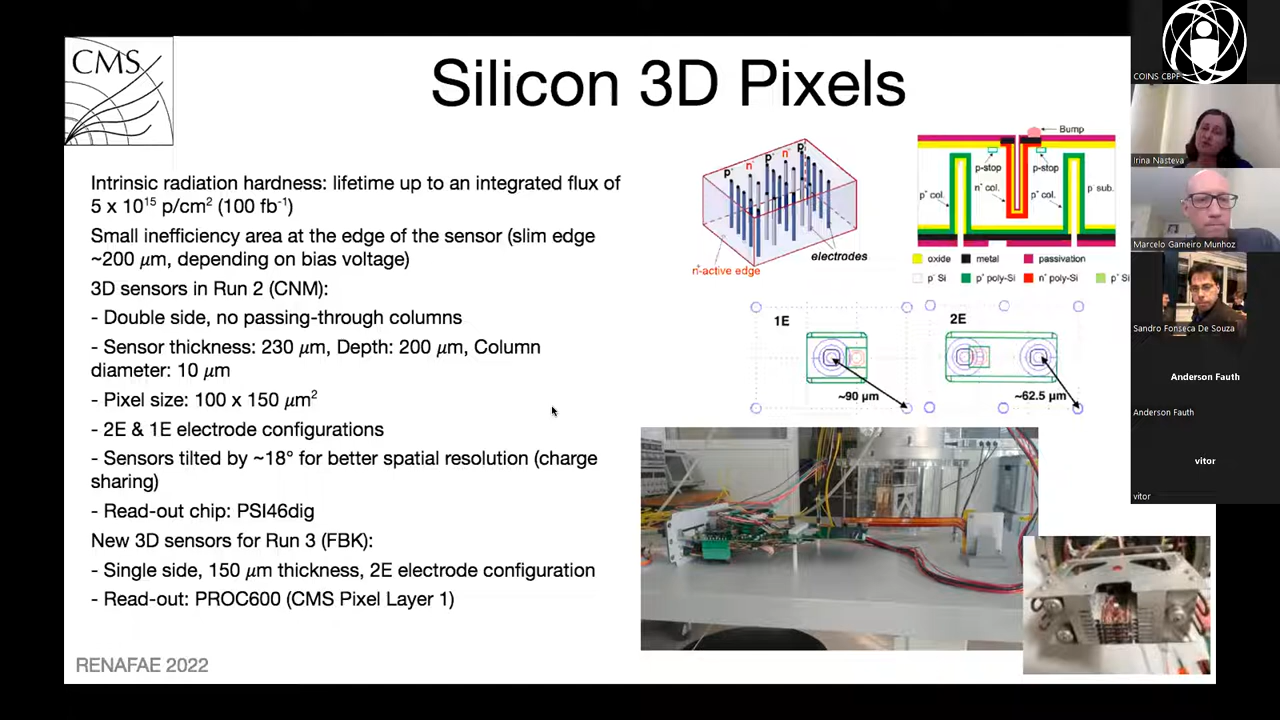 CMS
Silicon 3D Pixels
Intrinsic radiation hardness: lifetime up to an integrated flux of
5 x 10¹⁵ p/cm² (100 fb⁻¹)
Small inefficiency area at the edge of the sensor (slim edge
~200 μm, depending on bias voltage)
3D sensors in Run 2 (CNM):
- Double side, no passing-through columns
- Sensor thickness: 230 μm, Depth: 200 μm, Column
diameter: 10 μm
- Pixel size: 100 x 150 μm²
- 2E & 1E electrode configurations
- Sensors tilted by ~18° for better spatial resolution (charge
sharing)
- Read-out chip: PSI46dig
New 3D sensors for Run 3 (FBK):
- Single side, 150 μm thickness, 2E electrode configuration
- Read-out: PROC600 (CMS Pixel Layer 1)
RENAFAE 2022
p⁻ n⁻ p⁻ n⁻ p⁻
electrodes
n-active edge
Bump
p-stop p-stop
p⁺ col. n⁺ col. p⁺ col. p⁻ sub.
oxide metal passivation
p⁻ Si p⁺ poly-Si n⁺ poly-Si p⁺ Si
1E 2E
~90 μm ~62.5 μm
COINS CBPF
Irina Nasteva
Marcelo Gameiro Munhoz
Sandro Fonseca De Souza
Anderson Fauth
Anderson Fauth
vitor
vitor